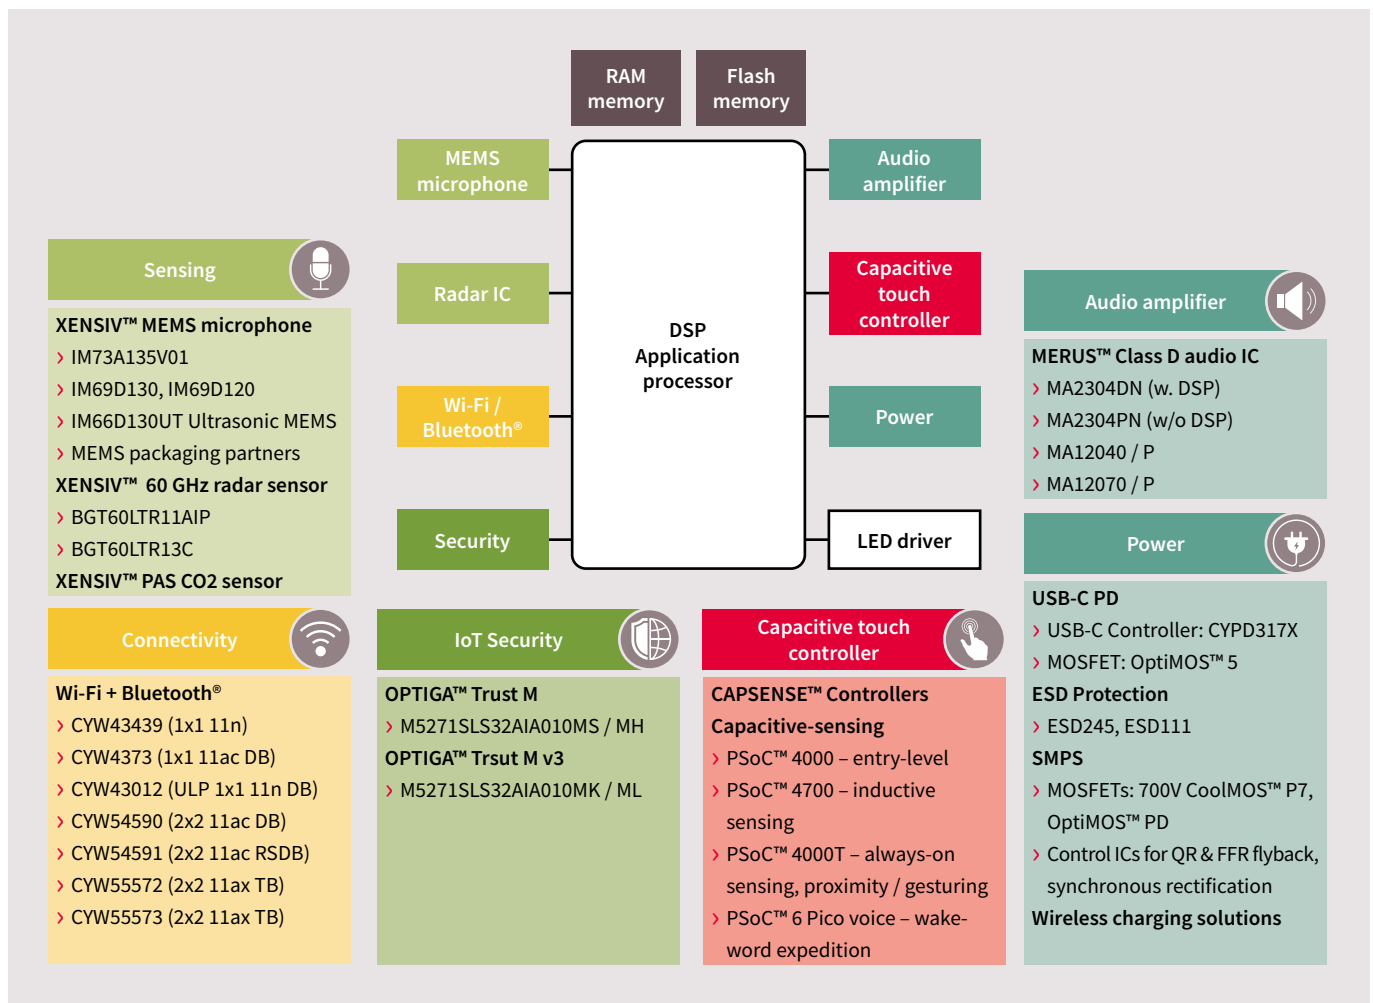 RAM
memory
Flash
memory
MEMS
microphone
Audio
amplifier
Radar IC
Capacitive
touch
controller
DSP
Application
processor
Wi-Fi /
Bluetooth®
Power
Security
LED driver
Sensing
XENSIV™ MEMS microphone
› IM73A135V01
› IM69D130, IM69D120
› IM66D130UT Ultrasonic MEMS
› MEMS packaging partners
XENSIV™ 60 GHz radar sensor
› BGT60LTR11AIP
› BGT60LTR13C
XENSIV™ PAS CO2 sensor
Audio amplifier
MERUS™ Class D audio IC
› MA2304DN (w. DSP)
› MA2304PN (w/o DSP)
› MA12040 / P
› MA12070 / P
Connectivity
Wi-Fi + Bluetooth®
› CYW43439 (1x1 11n)
› CYW4373 (1x1 11ac DB)
› CYW43012 (ULP 1x1 11n DB)
› CYW54590 (2x2 11ac DB)
› CYW54591 (2x2 11ac RSDB)
› CYW55572 (2x2 11ax TB)
› CYW55573 (2x2 11ax TB)
IoT Security
OPTIGA™ Trust M
› M5271SLS32AIA010MS / MH
OPTIGA™ Trsut M v3
› M5271SLS32AIA010MK / ML
Capacitive touch
controller
CAPSENSE™ Controllers
Capacitive-sensing
› PSoC™ 4000 – entry-level
› PSoC™ 4700 – inductive
sensing
› PSoC™ 4000T – always-on
sensing, proximity / gesturing
› PSoC™ 6 Pico voice – wake-
word expedition
Power
USB-C PD
› USB-C Controller: CYPD317X
› MOSFET: OptiMOS™ 5
ESD Protection
› ESD245, ESD111
SMPS
› MOSFETs: 700V CoolMOS™ P7,
OptiMOS™ PD
› Control ICs for QR & FFR flyback,
synchronous rectification
Wireless charging solutions